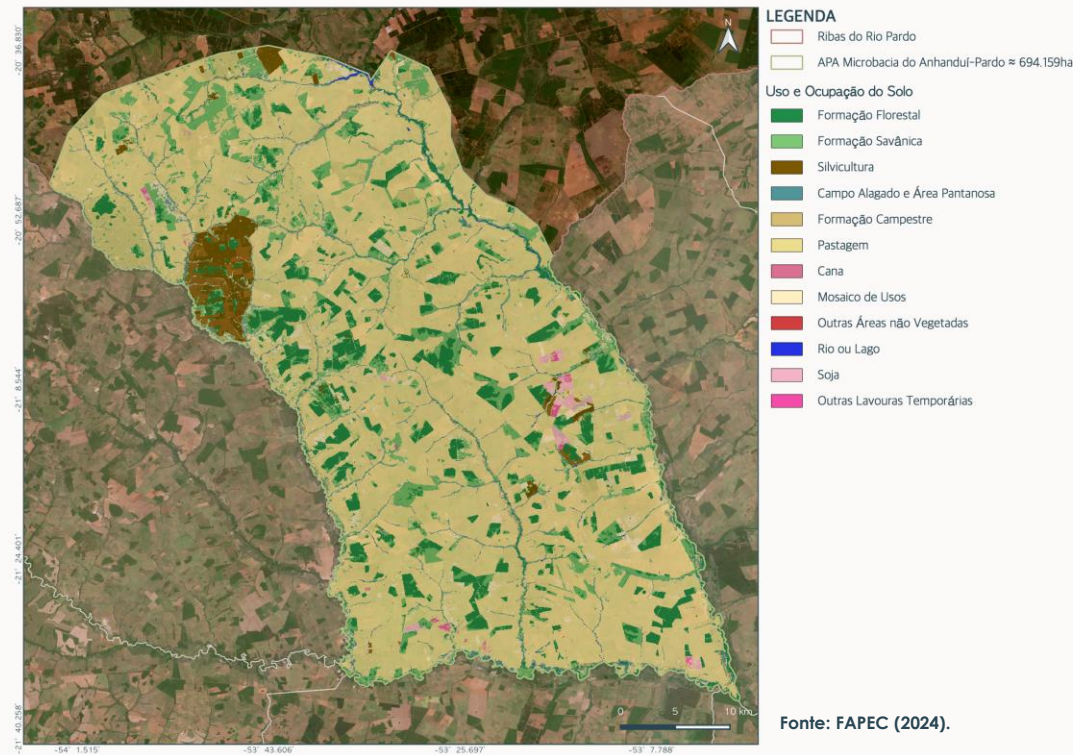 LEGENDA
Ribas do Rio Pardo
APA Microbacia do Anhanduí-Pardo ≈ 694.159ha
Uso e Ocupação do Solo
Formação Florestal
Formação Savânica
Silvicultura
Campo Alagado e Área Pantanosa
Formação Campestre
Pastagem
Cana
Mosaico de Usos
Outras Áreas não Vegetadas
Rio ou Lago
Soja
Outras Lavouras Temporárias
N
-20° 36.830'
-20° 52.687'
-21° 8.544'
-21° 24.401'
-21° 40.258'
0 5 10 km
-54° 1.515'
-53° 43.606'
-53° 25.697'
-53° 7.788'
Fonte: FAPEC (2024).